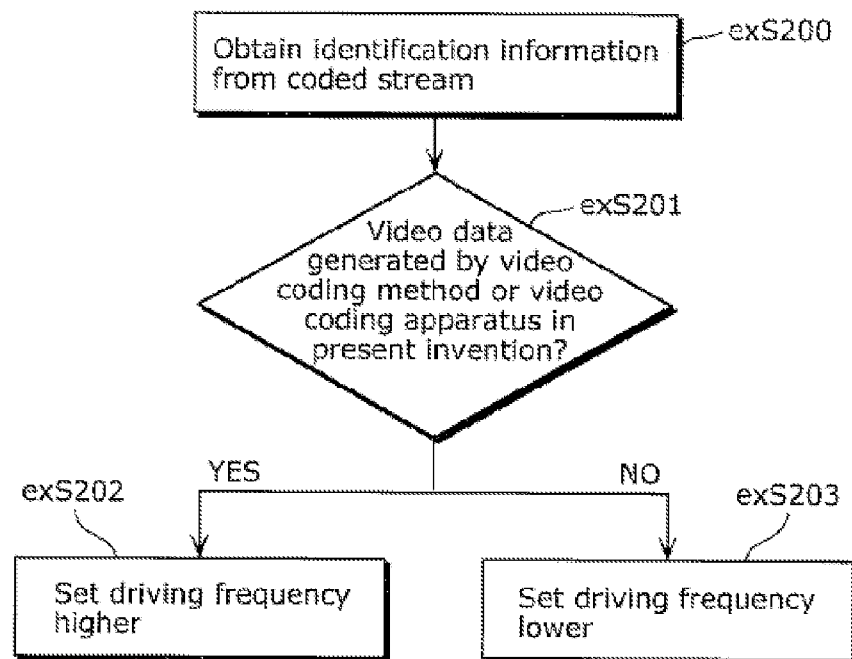 Obtain identification information
from coded stream
exS200
exS201
Video data
generated by video
coding method or video
coding apparatus in
present invention?
YES
NO
exS202
exS203
Set driving frequency
higher
Set driving frequency
lower